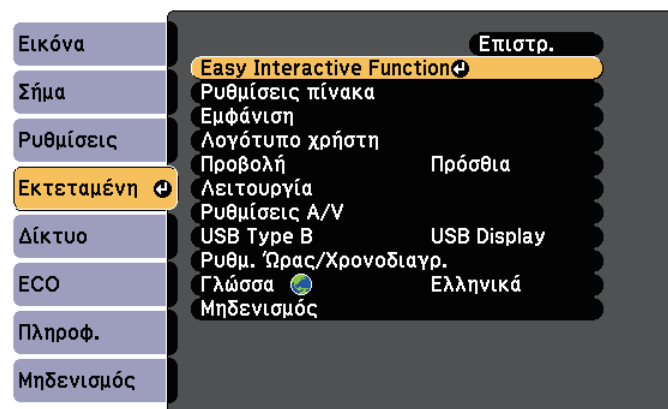 Εικόνα
Σήμα
Ρυθμίσεις
Εκτεταμένη
Δίκτυο
ECO
Πληροφ.
Μηδενισμός
Επιστρ.
Easy Interactive Function
Ρυθμίσεις πίνακα
Εμφάνιση
Λογότυπο χρήστη
Προβολή Πρόσθια
Λειτουργία
Ρυθμίσεις A/V
USB Type B USB Display
Ρυθμ. Ώρας/Χρονοδιαγρ.
Γλώσσα Ελληνικά
Μηδενισμός